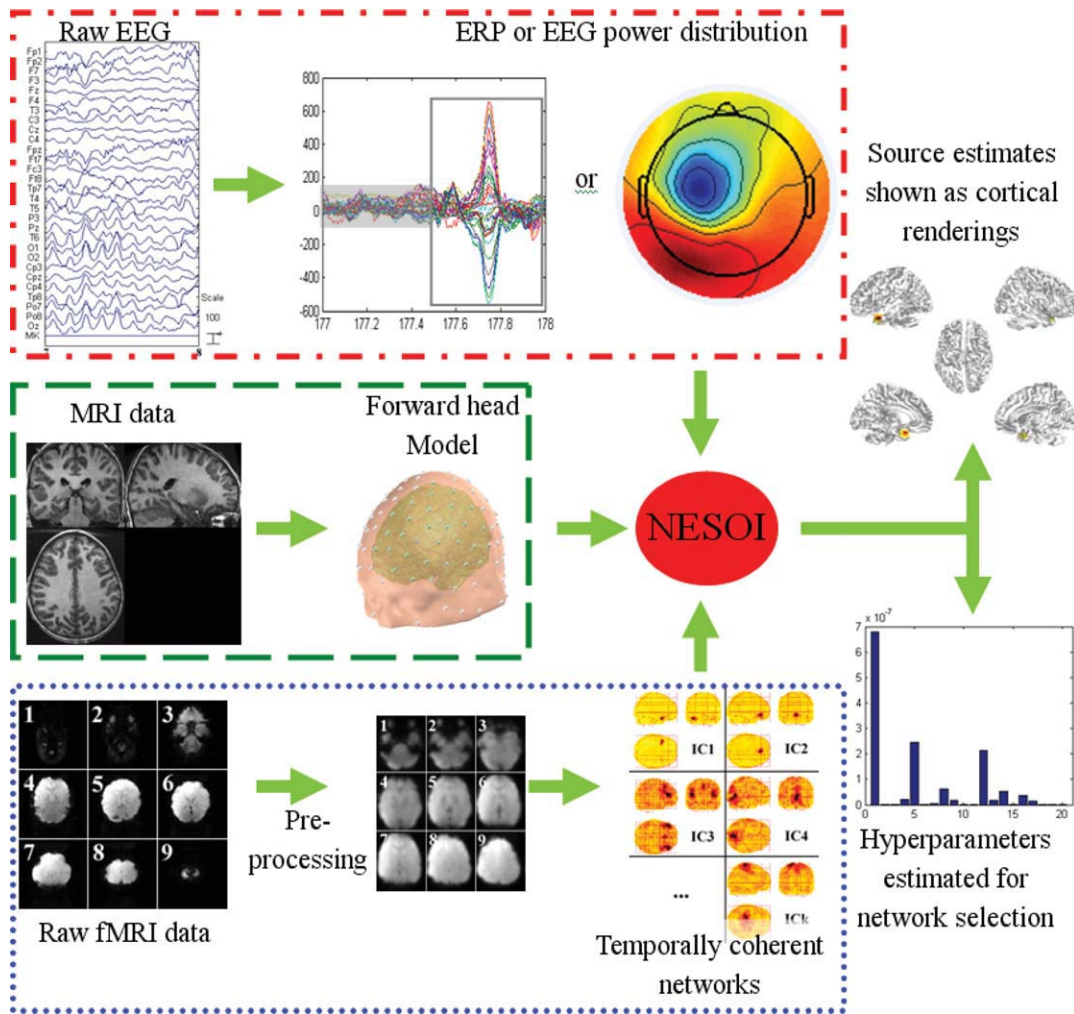 Raw EEG
ERP or EEG power distribution
Fp1
Fp2
F7
F3
Fz
F4
T3
C3
Cz
C4
Fpz
Ft7
Fc3
Ft8
Tp7
T4
T5
P3
Pz
T6
O1
O2
Cp3
Cpz
Cp4
Tp8
Po7
Po8
Oz
MK
Scale
100
7 8
800
600
400
200
0
-200
-400
-600
177 177.2 177.4 177.6 177.8 178
or
Source estimates
shown as cortical
renderings
MRI data
Forward head
Model
NESOI
1 2 3
4 5 6
7 8 9
Raw fMRI data
Pre-
processing
1 2 3
4 5 6
7 8 9
IC1 IC2
IC3 IC4
... ICk
Temporally coherent
networks
x 10-7
7
6
5
4
3
2
1
0
0 5 10 15 20
Hyperparameters
estimated for
network selection